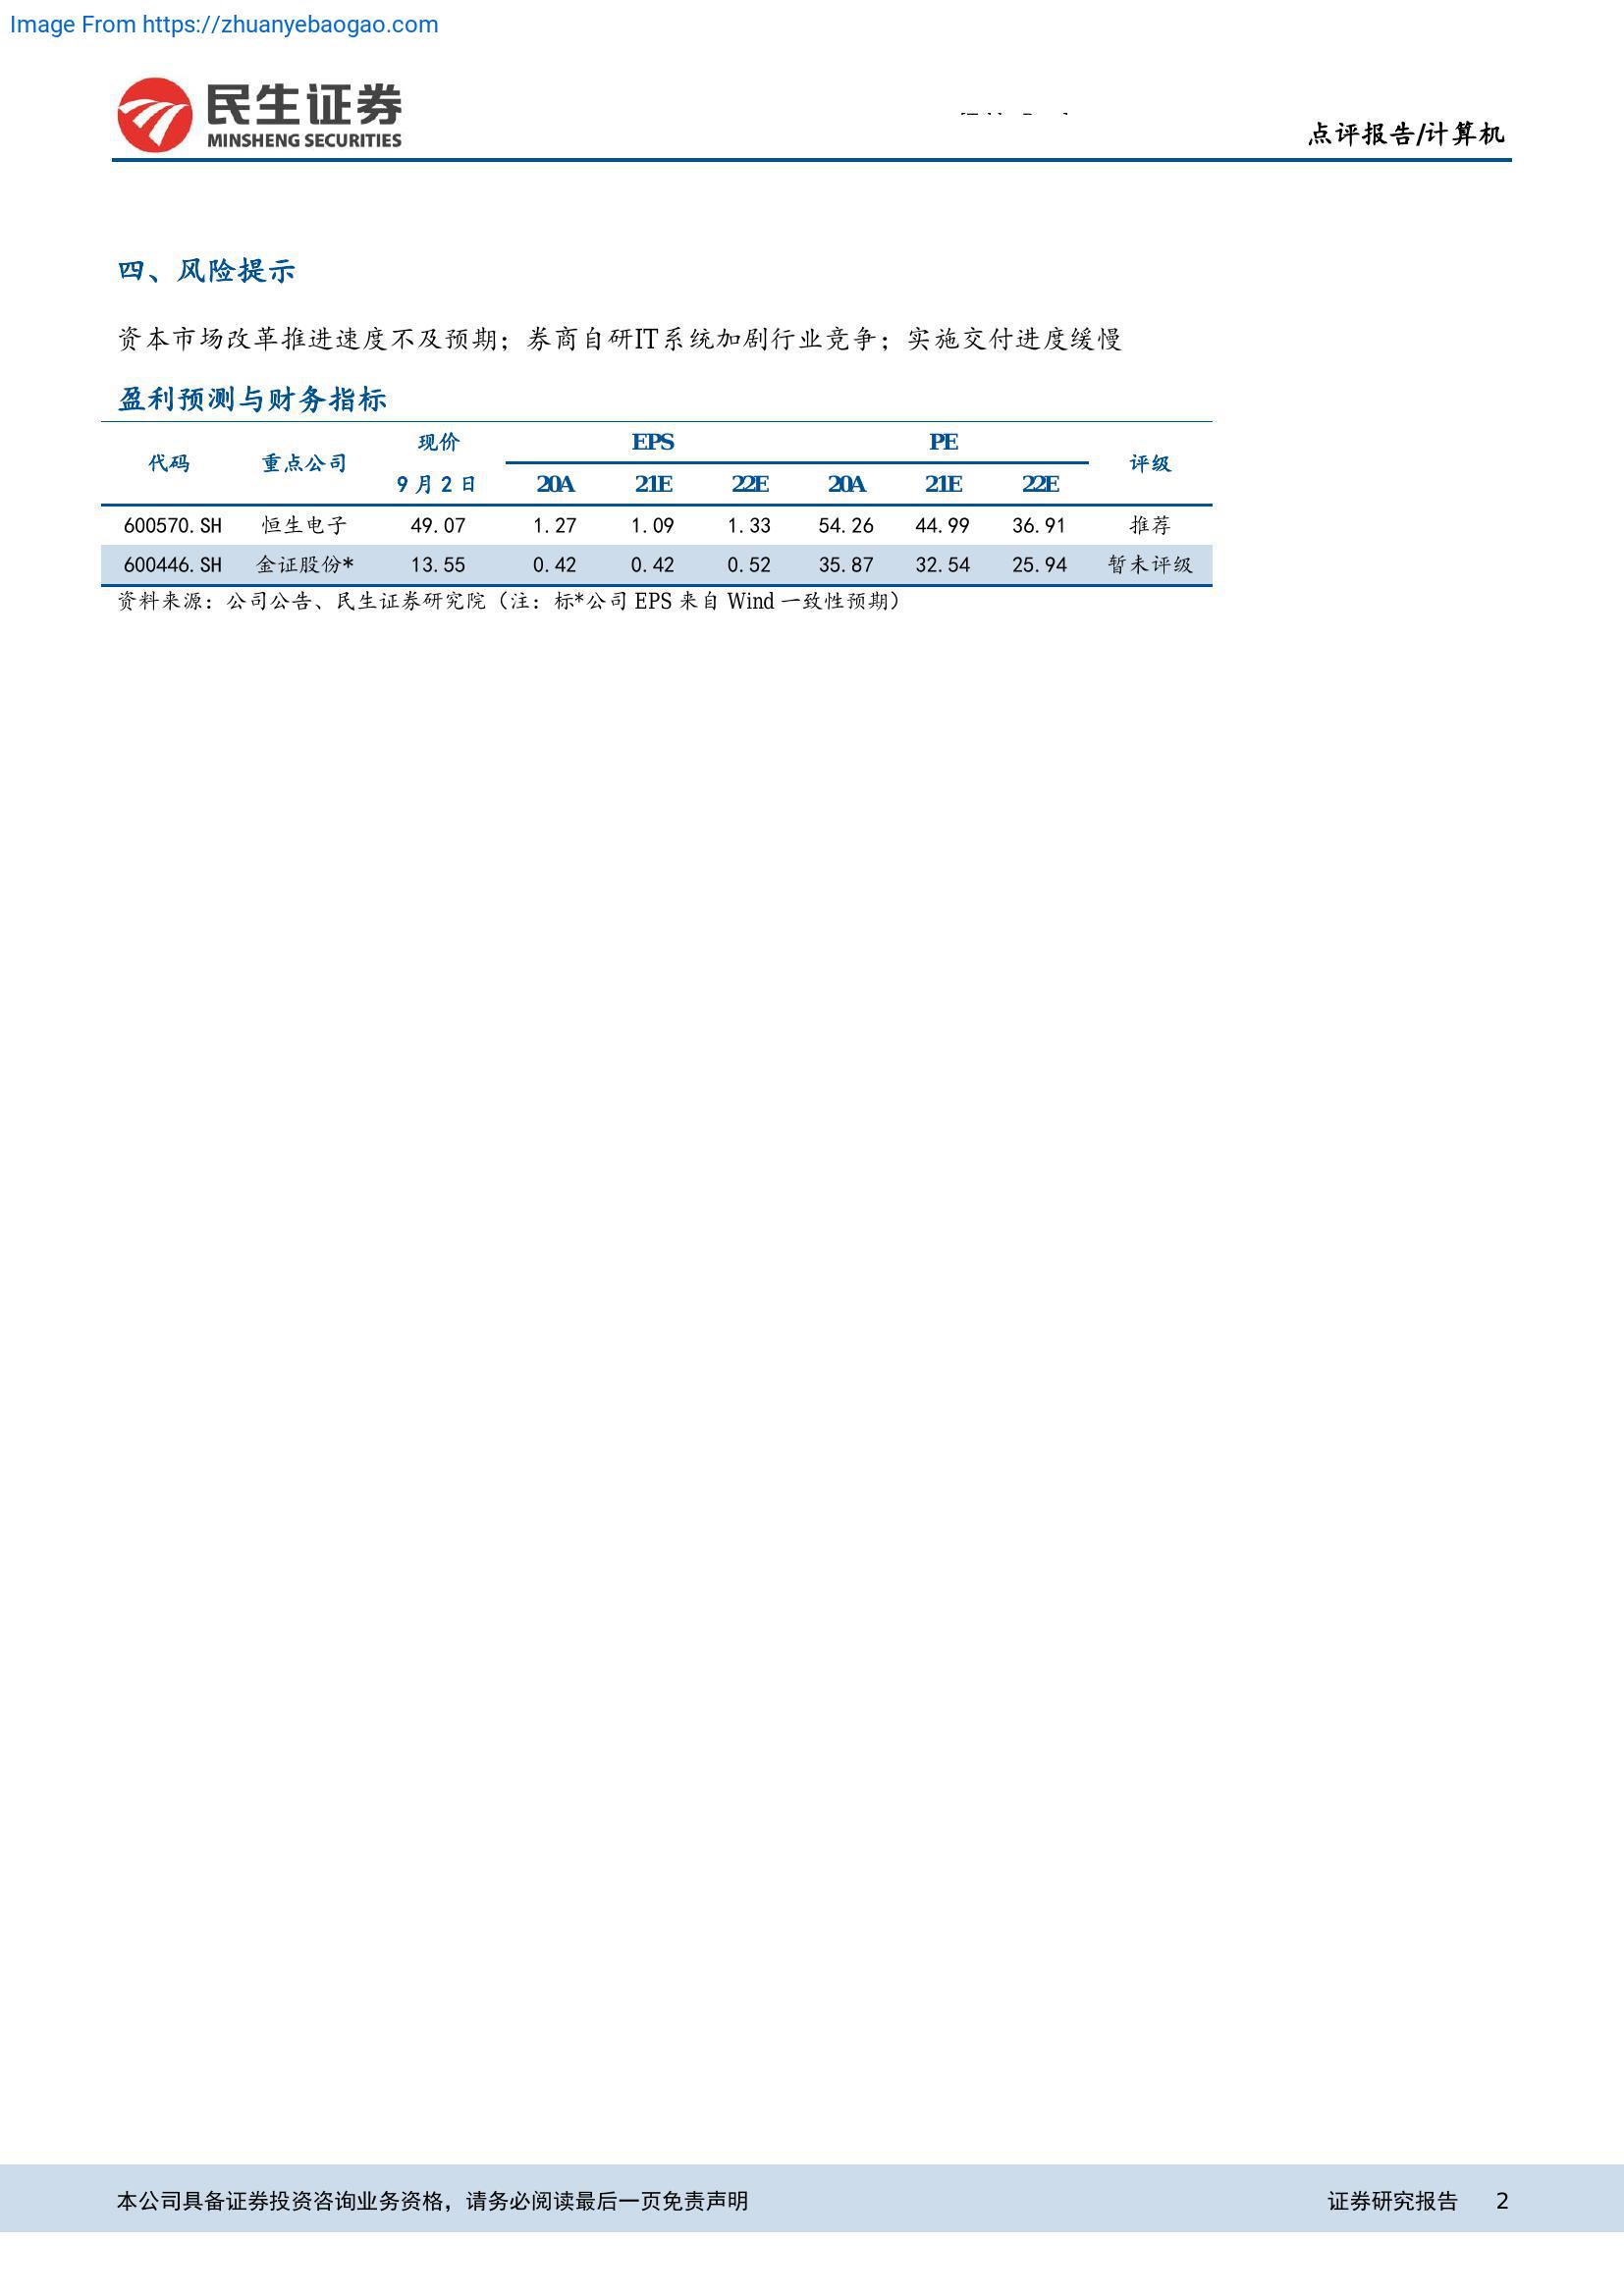 Image From https://zhuanyebaogao.com
民生证券
MINSHENG SECURITIES
点评报告/计算机
四、风险提示
资本市场改革推进速度不及预期；券商自研IT系统加剧行业竞争；实施交付进度缓慢
盈利预测与财务指标
代码 重点公司 现价 EPS PE 评级
9月2日 20A 21E 22E 20A 21E 22E
600570.SH 恒生电子 49.07 1.27 1.09 1.33 54.26 44.99 36.91 推荐
600446.SH 金证股份* 13.55 0.42 0.42 0.52 35.87 32.54 25.94 暂未评级
资料来源：公司公告、民生证券研究院（注：标*公司 EPS 来自 Wind 一致性预期）
本公司具备证券投资咨询业务资格，请务必阅读最后一页免责声明 证券研究报告 2